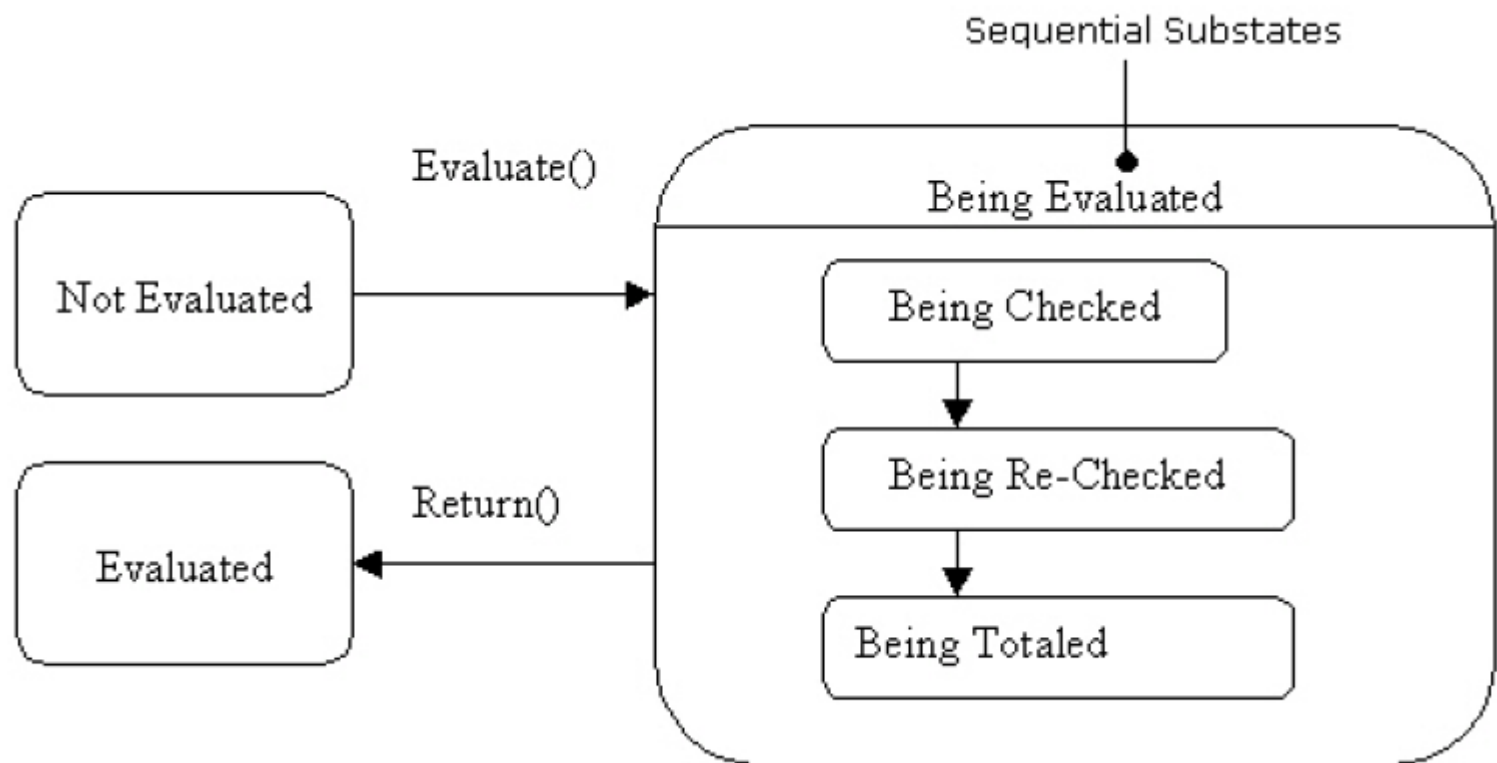 Sequential Substates
Evaluate()
Being Evaluated
Not Evaluated
Being Checked
Being Re-Checked
Return()
Evaluated
Being Totaled